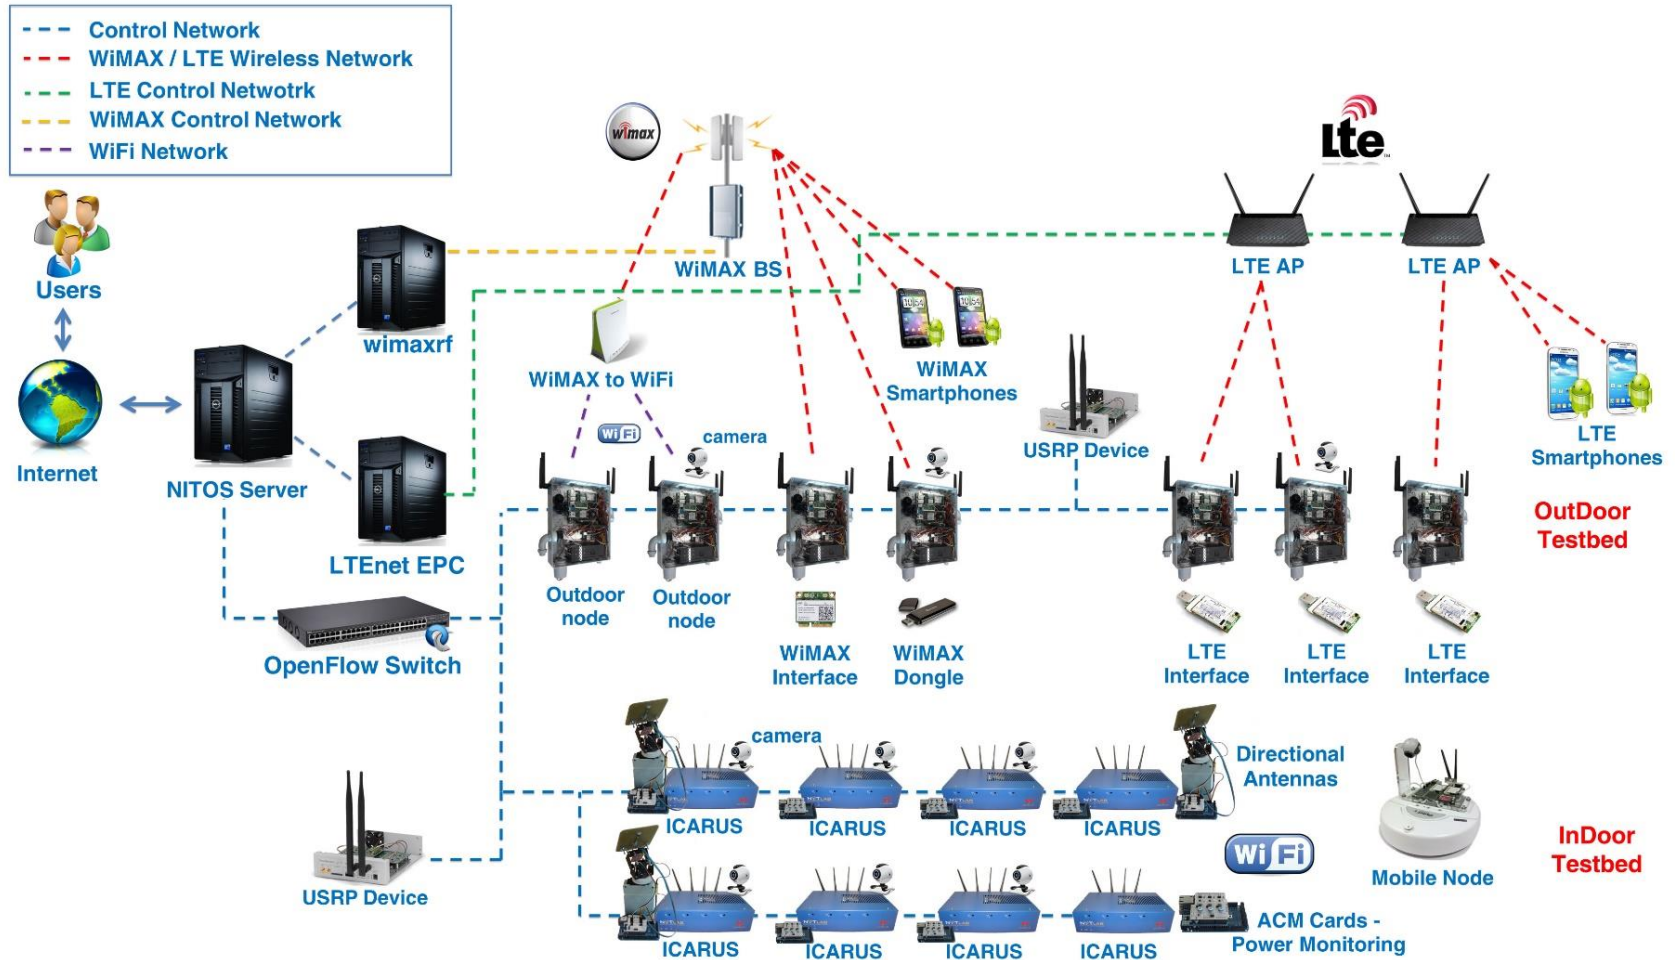 Control Network
WiMAX / LTE Wireless Network
LTE Control Netwotrk
WiMAX Control Network
WiFi Network
wimax
Lte
Users
WiMAX BS
LTE AP
LTE AP
wimaxrf
WiMAX to WiFi
WiMAX
Smartphones
LTE
Smartphones
Internet
NITOS Server
WiFi
camera
USRP Device
OutDoor
Testbed
LTEnet EPC
Outdoor
node
Outdoor
node
WiMAX
Interface
WiMAX
Dongle
LTE
Interface
LTE
Interface
LTE
Interface
OpenFlow Switch
camera
Directional
Antennas
ICARUS
ICARUS
ICARUS
ICARUS
WiFi
InDoor
Testbed
USRP Device
Mobile Node
ICARUS
ICARUS
ICARUS
ICARUS
ACM Cards -
Power Monitoring